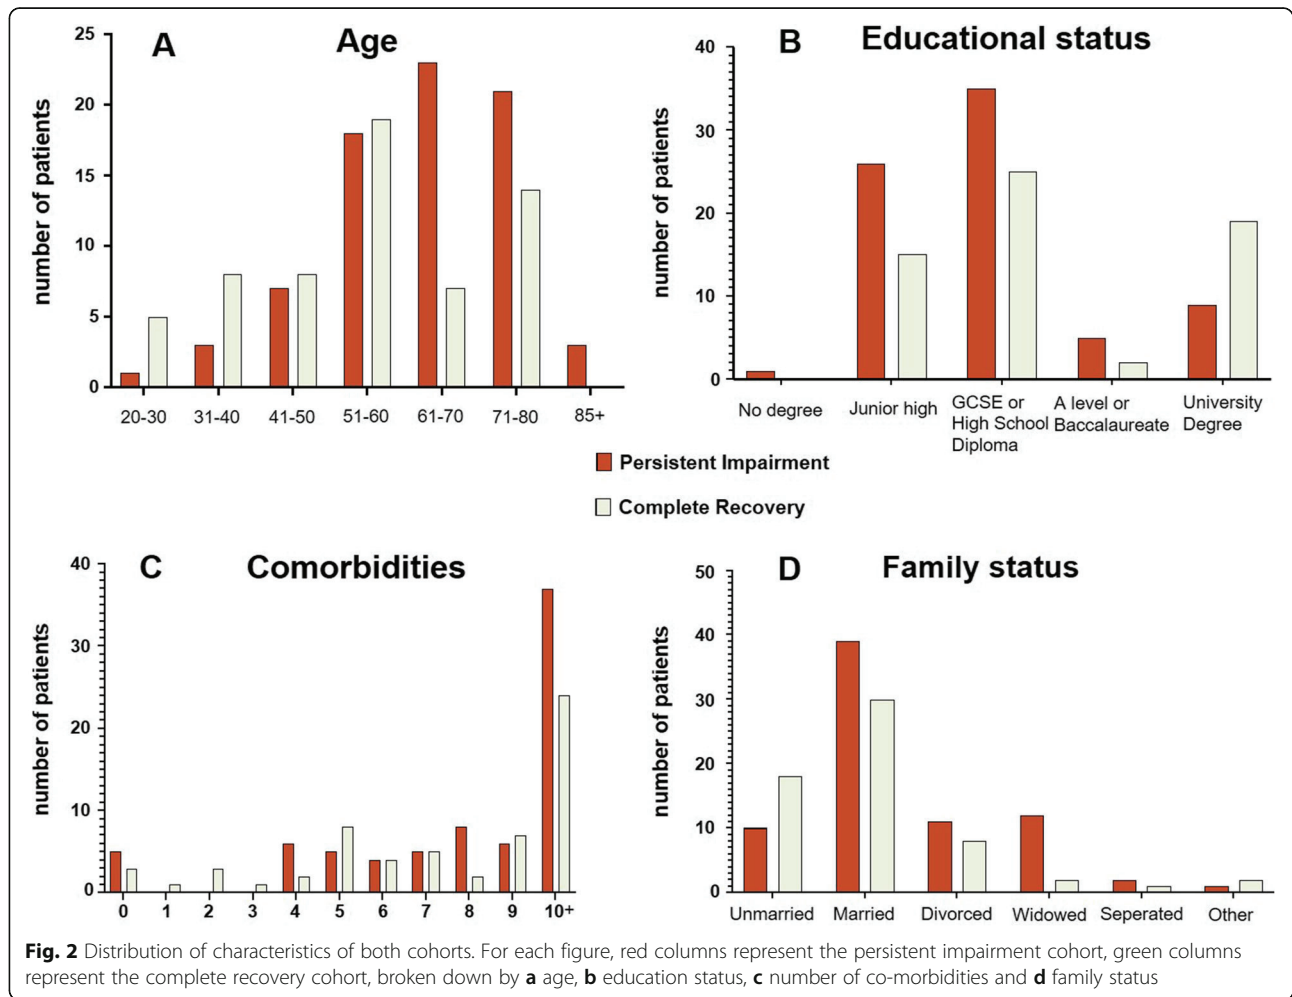 A Age
number of patients
25
20
15
10
5
0
20-30 31-40 41-50 51-60 61-70 71-80 85+
B Educational status
number of patients
40
30
20
10
0
No degree
Junior high
GCSE or
High School
Diploma
A level or
Baccalaureate
University
Degree
Persistent Impairment
Complete Recovery
C Comorbidities
number of patients
40
30
20
10
0
0 1 2 3 4 5 6 7 8 9 10+
D Family status
number of patients
50
40
30
20
10
0
Unmarried Married Divorced Widowed Seperated Other
Fig. 2 Distribution of characteristics of both cohorts. For each figure, red columns represent the persistent impairment cohort, green columns
represent the complete recovery cohort, broken down by a age, b education status, c number of co-morbidities and d family status